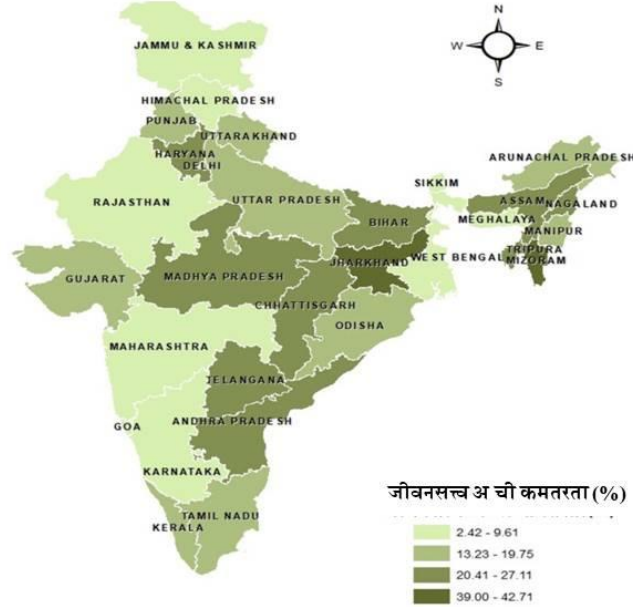 N
W E
S
JAMMU & KASHMIR
HIMACHAL PRADESH
PUNJAB
UTTARAKHAND
HARYANA
DELHI
ARUNACHAL PRADESH
SIKKIM
RAJASTHAN
UTTAR PRADESH
ASSAM
NAGALAND
MEGHALAYA
BIHAR
MANIPUR
TRIPURA
WEST BENGAL
MIZORAM
JHARKHAND
GUJARAT
MADHYA PRADESH
CHHATTISGARH
ODISHA
MAHARASHTRA
TELANGANA
ANDHRA PRADESH
GOA
KARNATAKA
TAMIL NADU
KERALA
जीवनसत्त्व अ ची कमतरता (%)
2.42 - 9.61
13.23 - 19.75
20.41 - 27.11
39.00 - 42.71